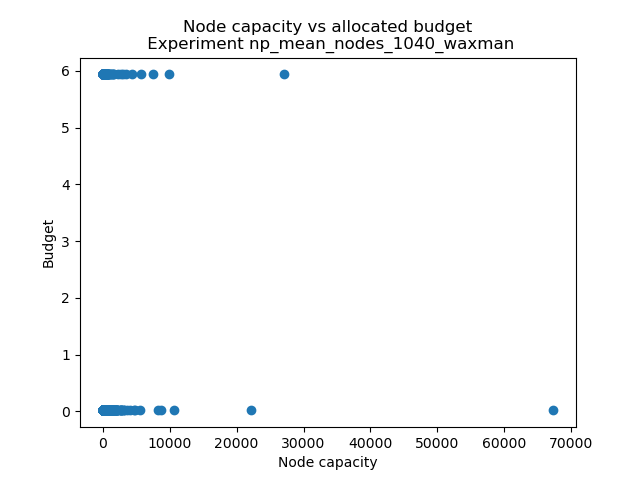 Node capacity vs allocated budget
Experiment np_mean_nodes_1040_waxman
6
5
4
3
2
1
0
Budget
0 10000 20000 30000 40000 50000 60000 70000
Node capacity